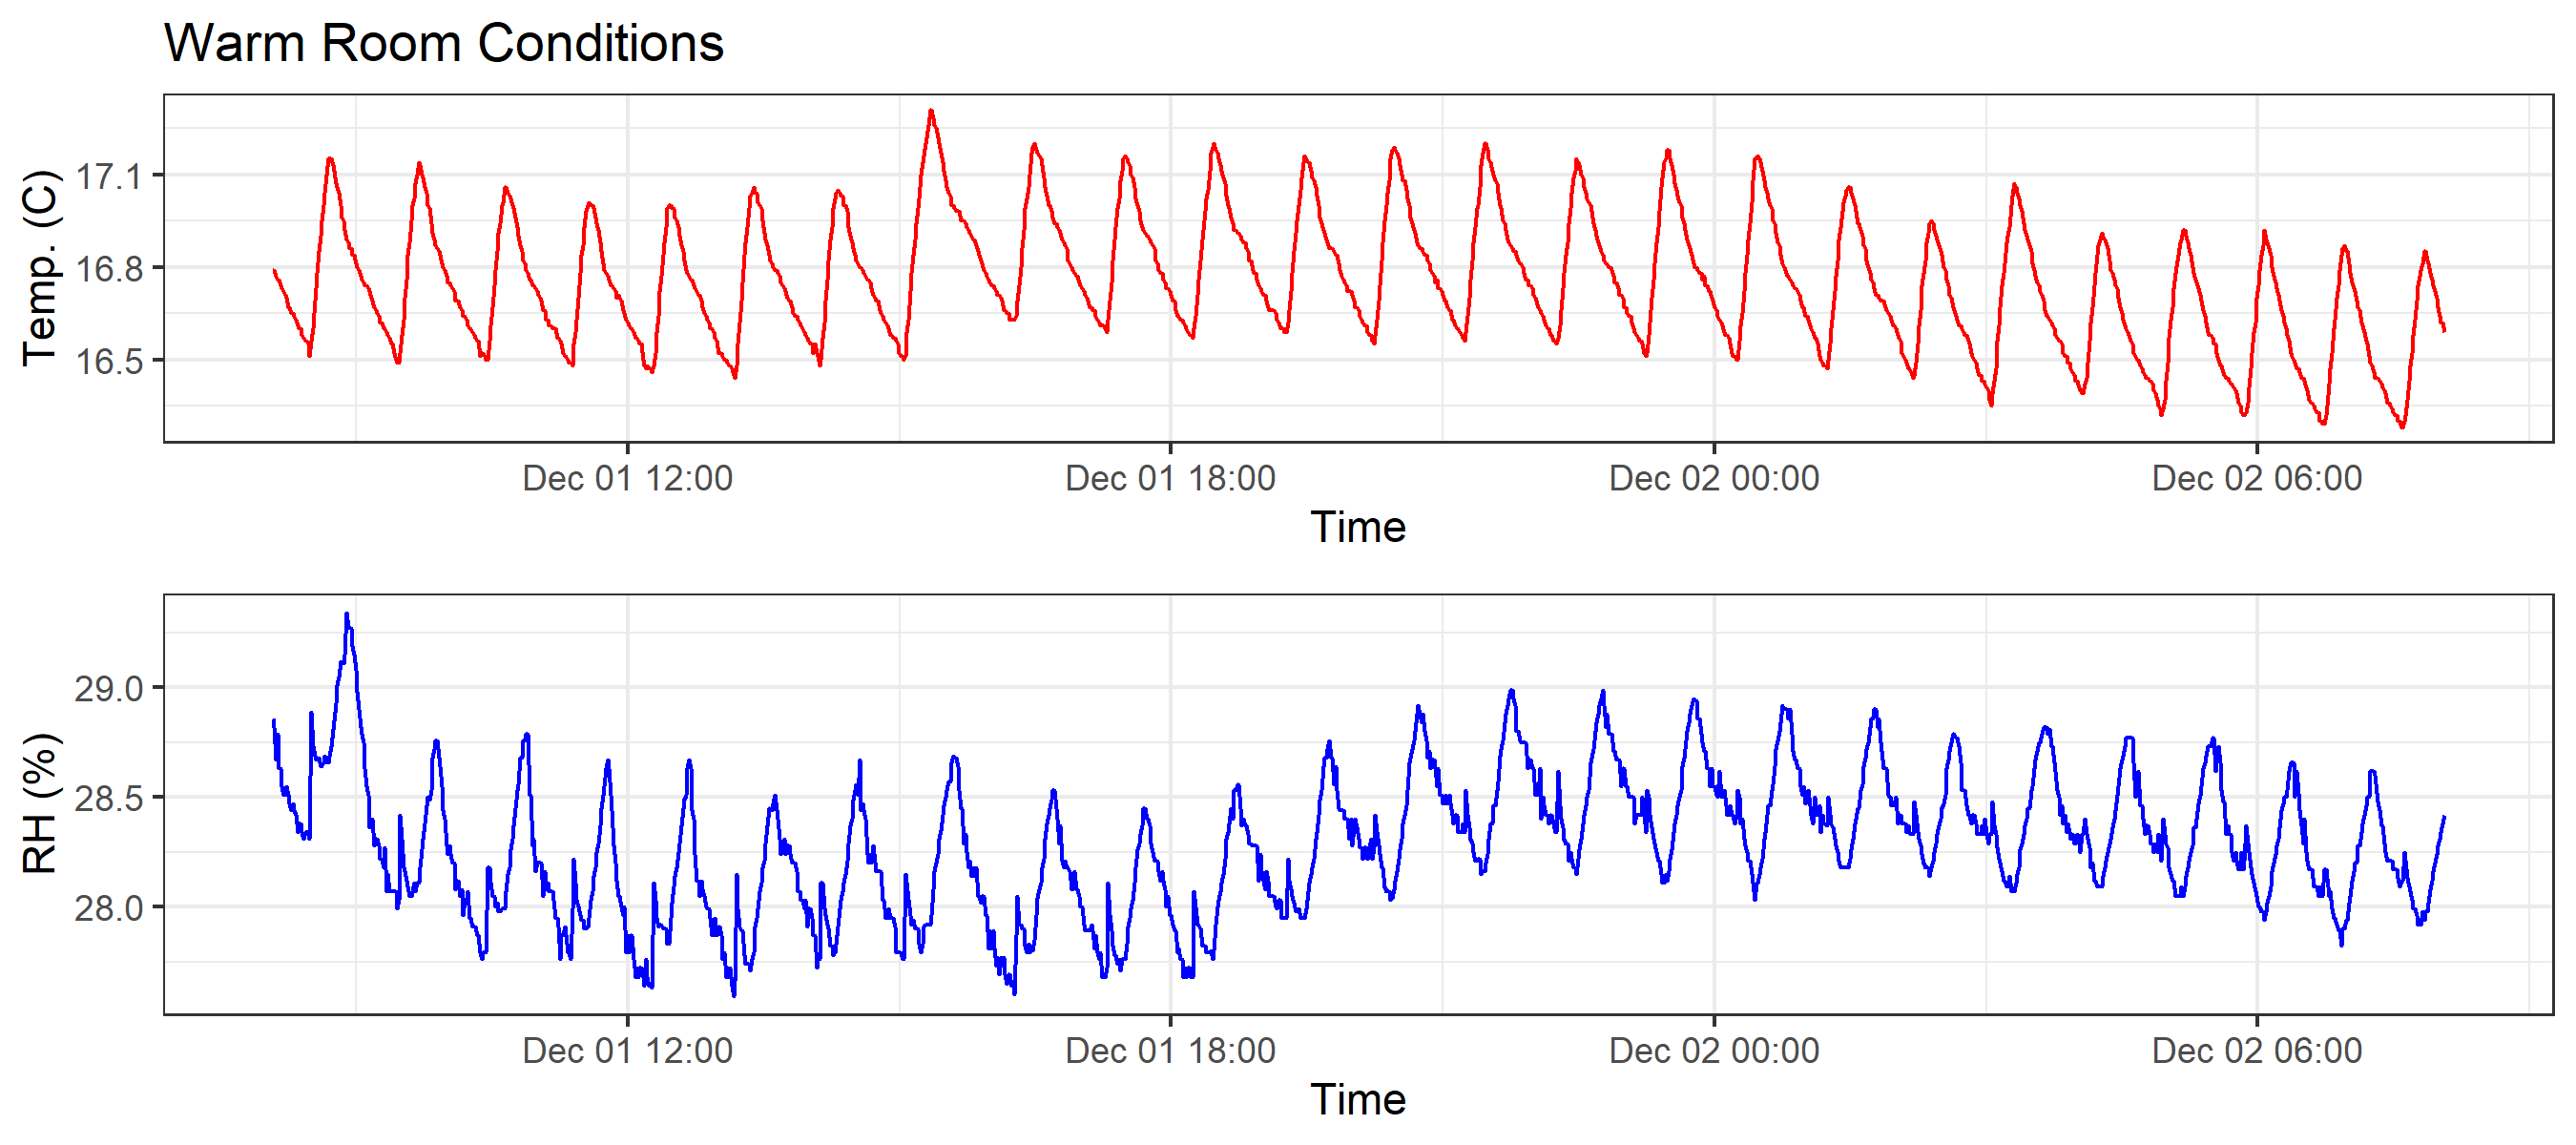 Warm Room Conditions
Temp. (C)
17.1
16.8
16.5
Dec 01 12:00 Dec 01 18:00 Dec 02 00:00 Dec 02 06:00
Time
RH (%)
29.0
28.5
28.0
Dec 01 12:00 Dec 01 18:00 Dec 02 00:00 Dec 02 06:00
Time